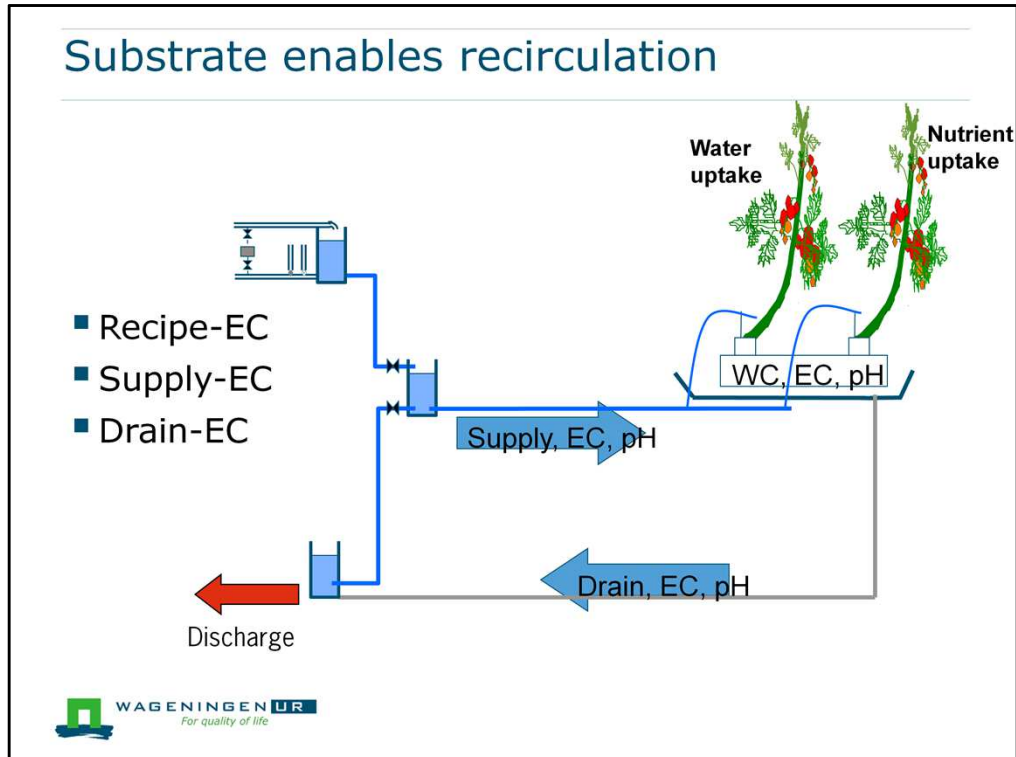 Substrate enables recirculation
Water
uptake
Nutrient
uptake
▪ Recipe-EC
▪ Supply-EC
▪ Drain-EC
WC, EC, pH
Supply, EC, pH
Drain, EC, pH
Discharge
WAGENINGEN UR
For quality of life